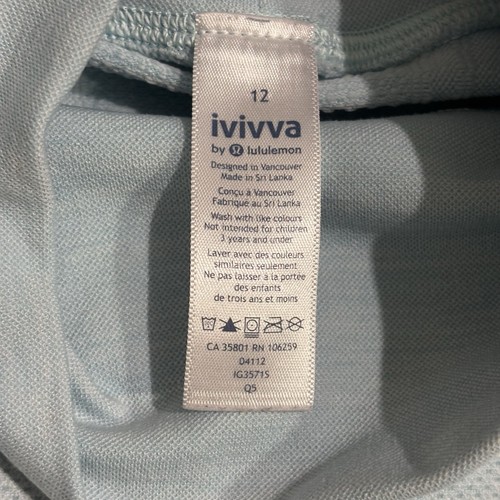 12
ivivva
by lululemon
Designed in Vancouver
Made in Sri Lanka
Conçu à Vancouver
Fabriqué au Sri Lanka
Wash with like colours
Not intended for children
3 years and under
Laver avec des couleurs
similaires seulement
Ne pas laisser à la portée
des enfants
de trois ans et moins
CA 35801 RN 106259
04112
IG3571S
Q5